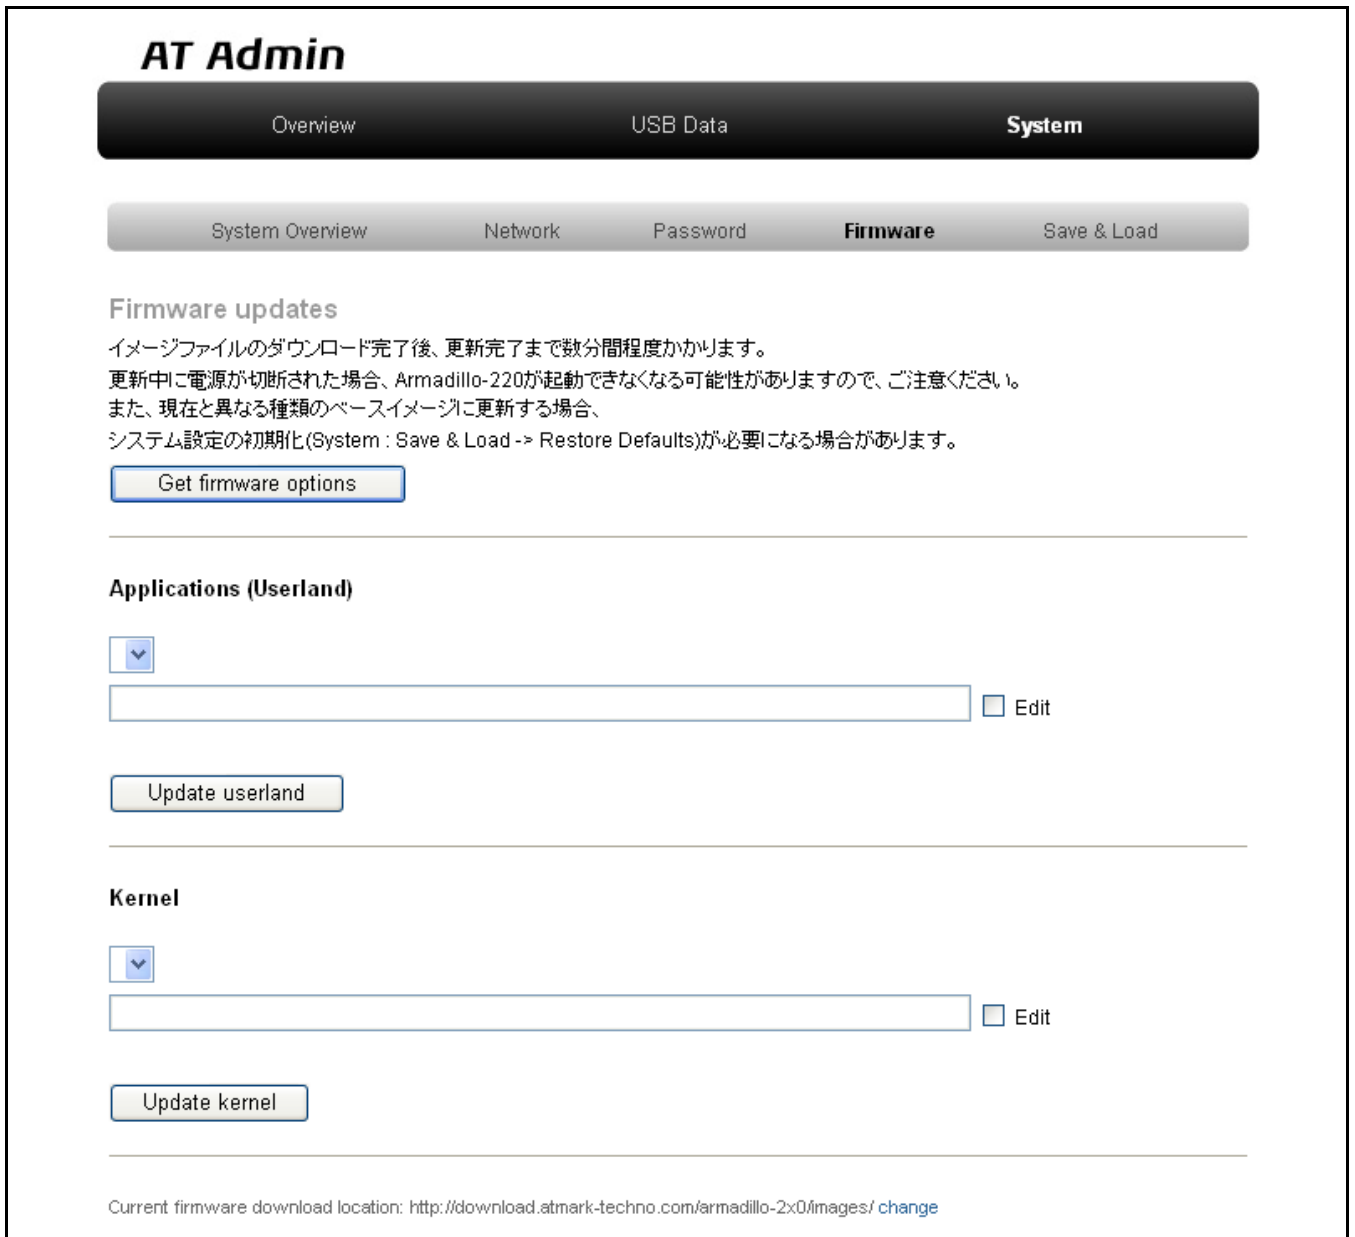 AT Admin
Overview USB Data System
System Overview Network Password Firmware Save & Load
Firmware updates
イメージファイルのダウンロード完了後、更新完了まで数分間程度かかります。
更新中に電源が切断された場合、Armadillo-220が起動できなくなる可能性がありますので、ご注意ください。
また、現在と異なる種類のベースイメージに更新する場合、
システム設定の初期化(System : Save & Load -> Restore Defaults)が必要になる場合があります。
Get firmware options
Applications (Userland)
Edit
Update userland
Kernel
Edit
Update kernel
Current firmware download location: http://download.atmark-techno.com/armadillo-2x0/images/ change